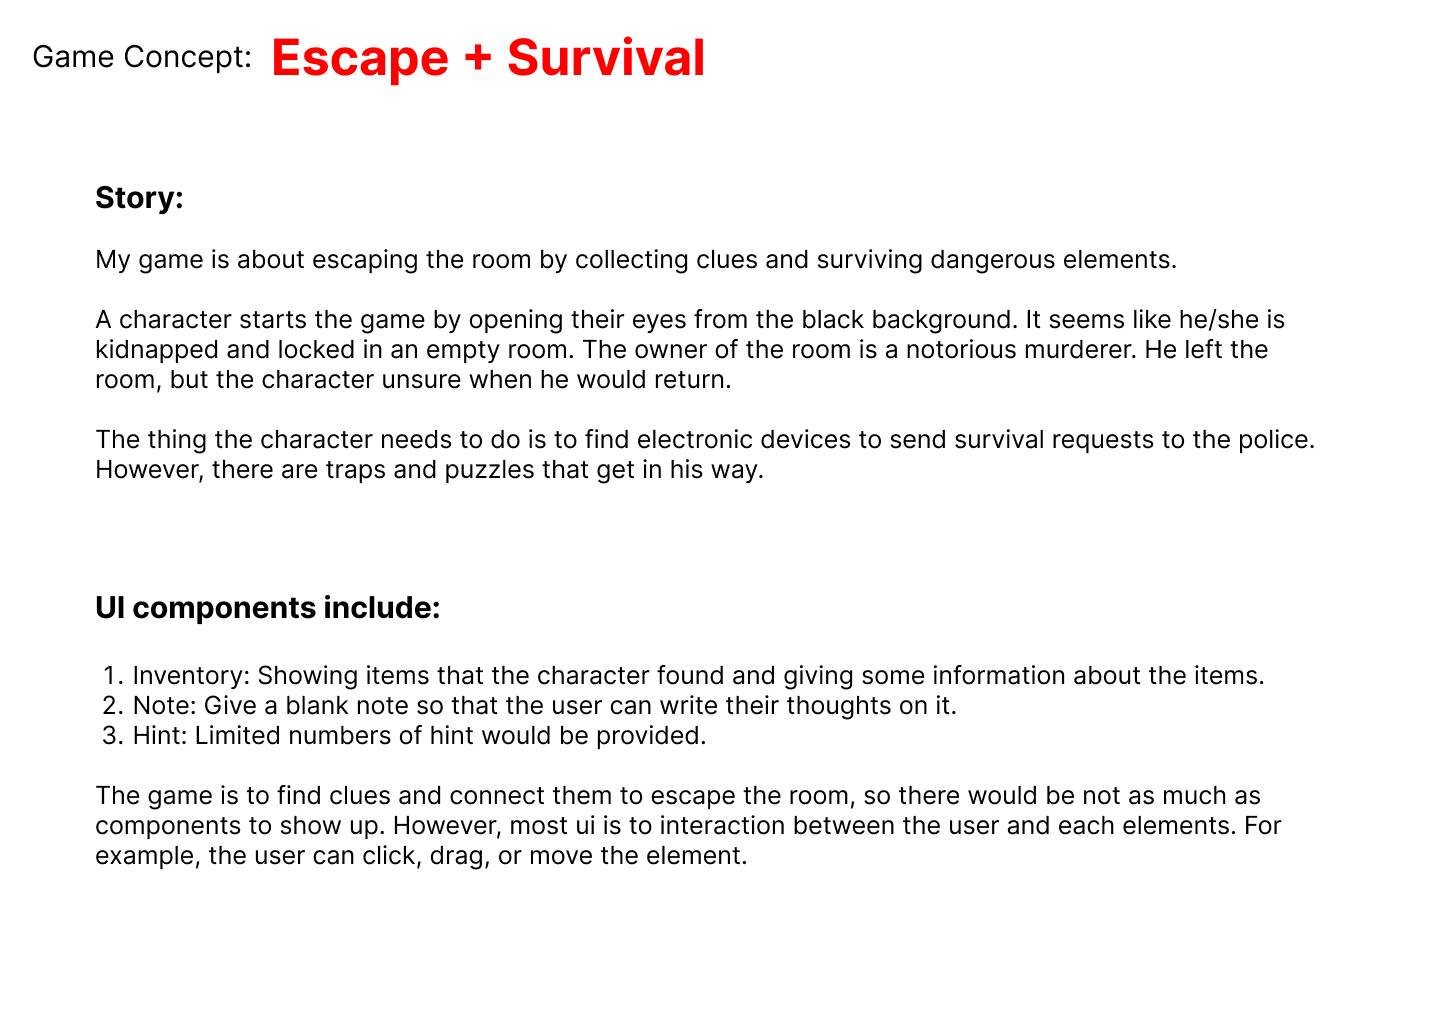 Game Concept: Escape + Survival
Story:
My game is about escaping the room by collecting clues and surviving dangerous elements.
A character starts the game by opening their eyes from the black background. It seems like he/she is
kidnapped and locked in an empty room. The owner of the room is a notorious murderer. He left the
room, but the character unsure when he would return.
The thing the character needs to do is to find electronic devices to send survival requests to the police.
However, there are traps and puzzles that get in his way.
UI components include:
1. Inventory: Showing items that the character found and giving some information about the items.
2. Note: Give a blank note so that the user can write their thoughts on it.
3. Hint: Limited numbers of hint would be provided.
The game is to find clues and connect them to escape the room, so there would be not as much as
components to show up. However, most ui is to interaction between the user and each elements. For
example, the user can click, drag, or move the element.